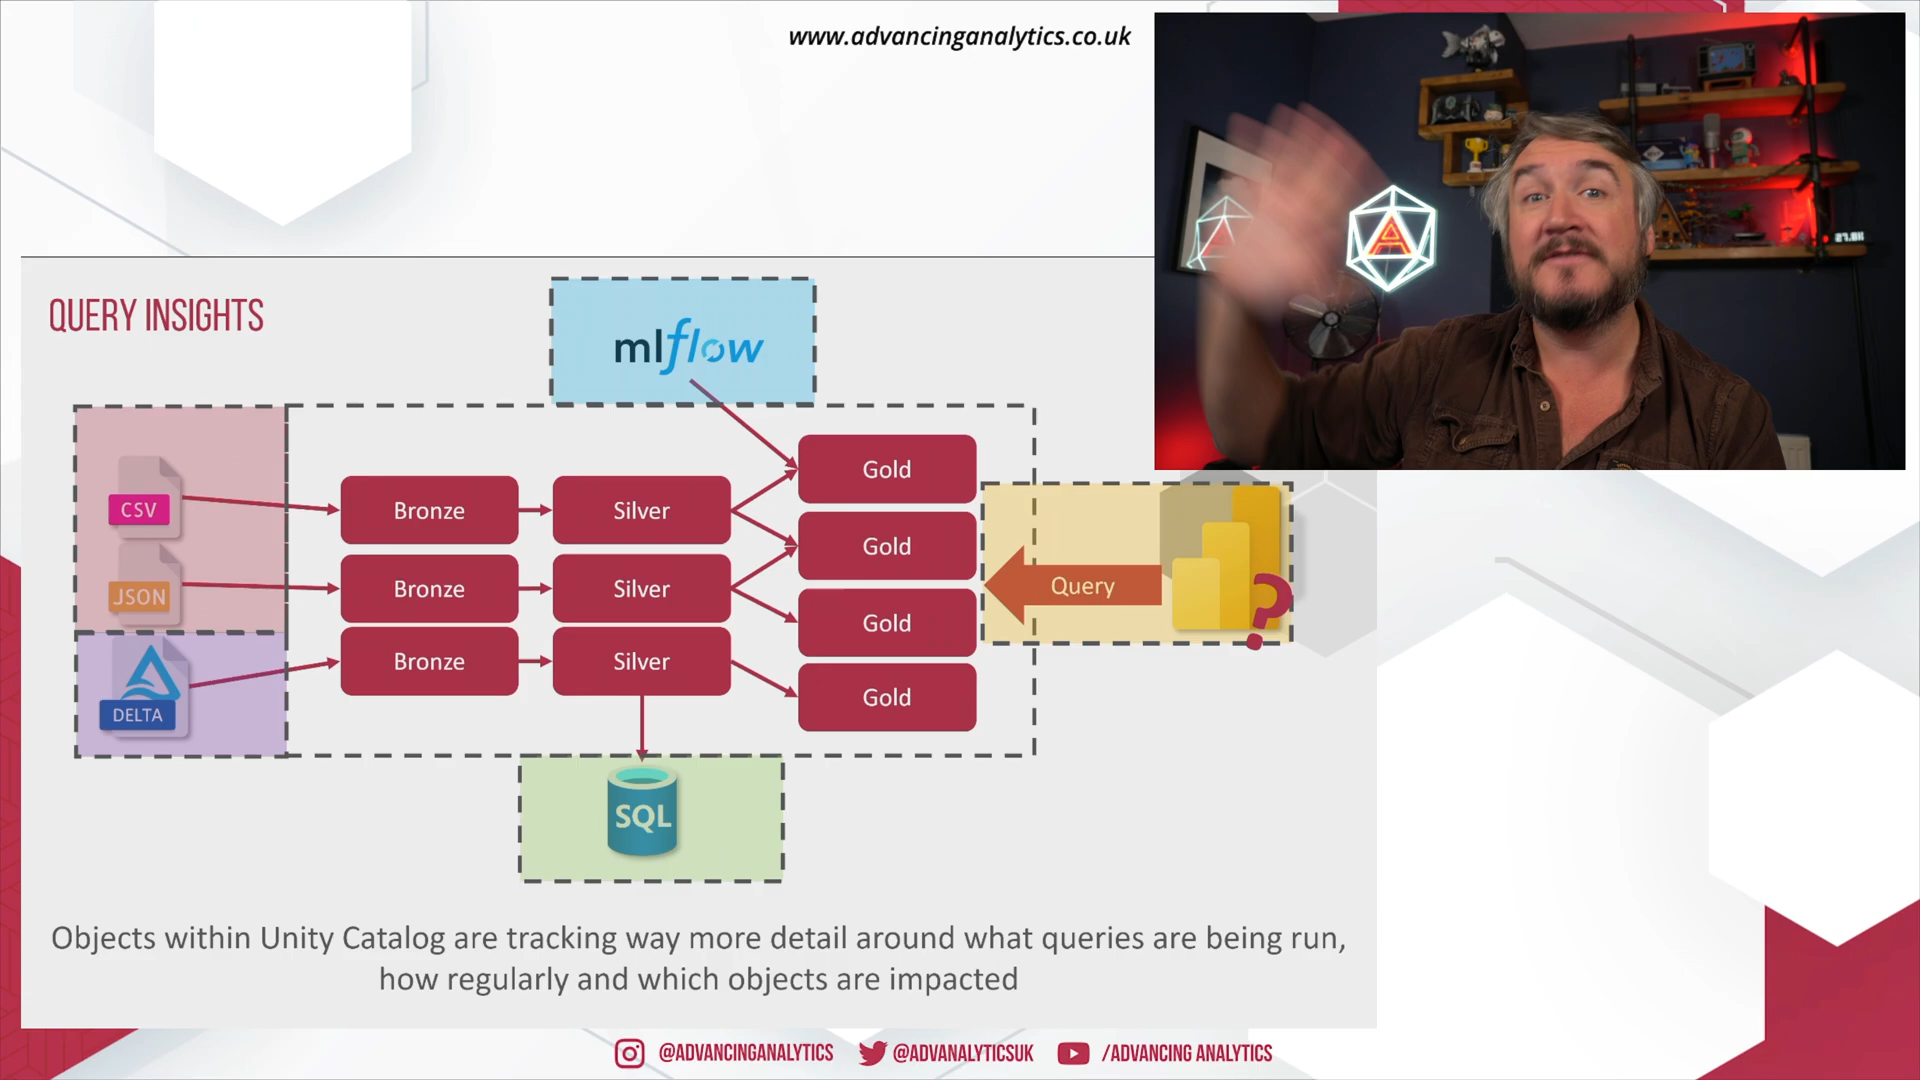 www.advancinganalytics.co.uk
A
27.8K
QUERY INSIGHTS
mlflow
CSV
JSON
DELTA
Bronze
Silver
Gold
Bronze
Silver
Gold
Bronze
Silver
Gold
Gold
Query
?
SQL
Objects within Unity Catalog are tracking way more detail around what queries are being run,
how regularly and which objects are impacted
@ADVANCINGANALYTICS @ADVANALYTICSUK /ADVANCING ANALYTICS